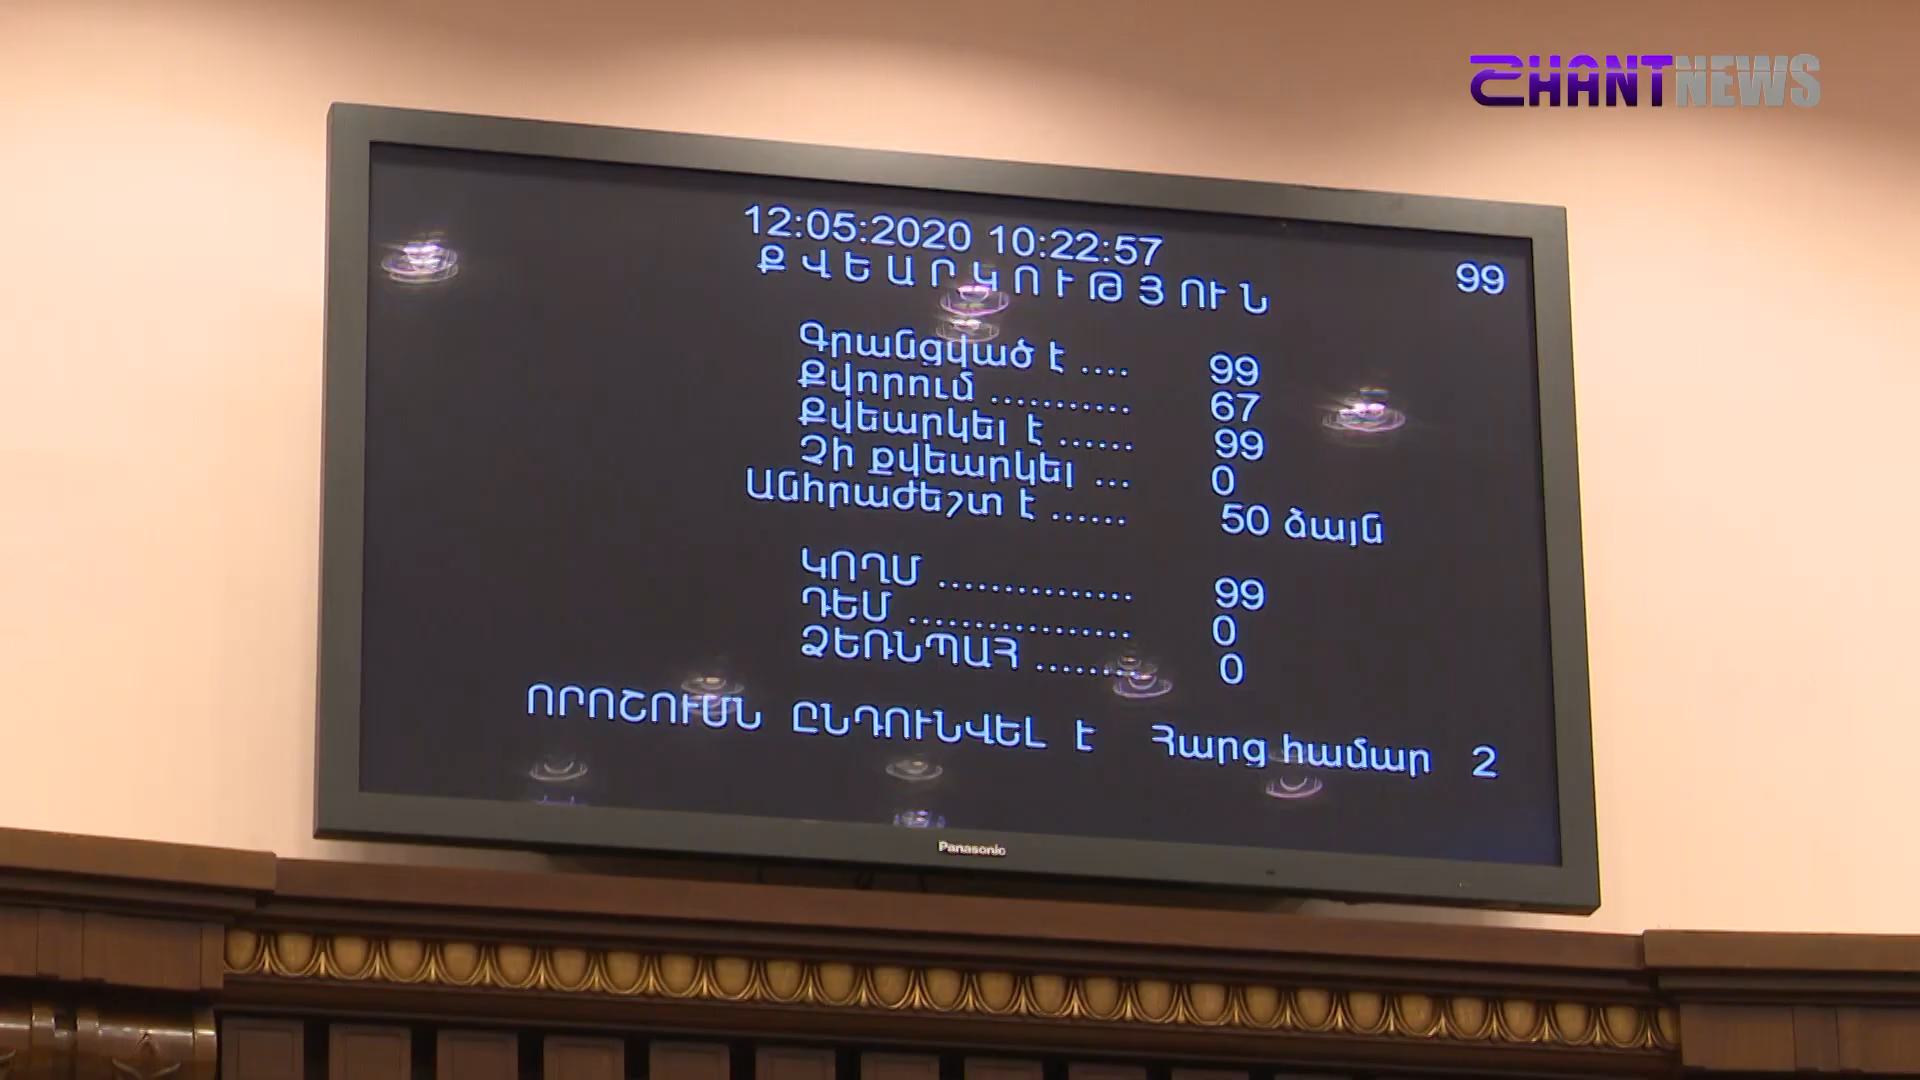 SHANTNEWS
12:05:2020 10:22:57
99
Ք Վ Ե Ա Ր Կ Ո Ւ Թ Յ ՈՒ Ն
Գրանցված է .... 99
Քվորում ........... 67
Քվեարկել է ...... 99
Չի քվեարկել ... 0
Անհրաժեշտ է ...... 50 ձայն
ԿՈՂՄ .............. 99
ԴԵՄ ................ 0
ՁԵՌՆՊԱՀ ........ 0
ՈՐՈՇՈՒՄՆ ԸՆԴՈՒՆՎԵԼ է Հարց համար 2
Panasonic